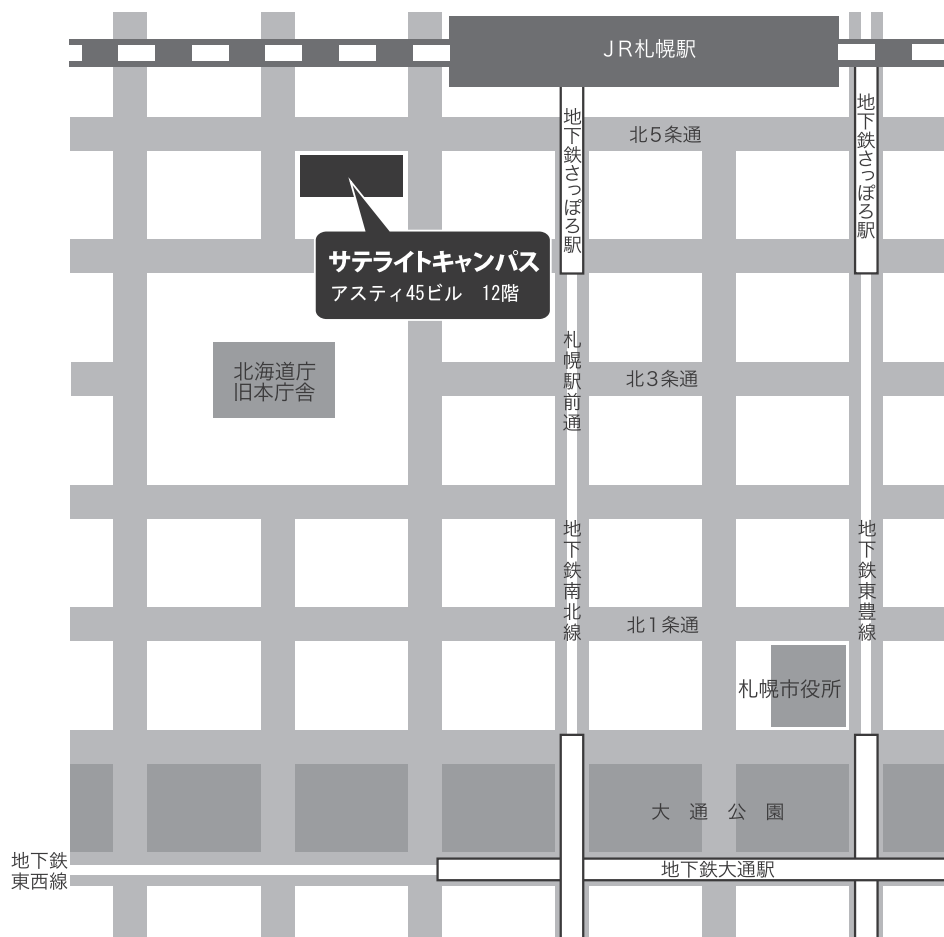 JR札幌駅
地下鉄さっぽろ駅
地下鉄さっぽろ駅
北5条通
サテライトキャンパス
アスティ45ビル　12階
札幌駅前通
北3条通
北海道庁
旧本庁舎
地下鉄南北線
地下鉄東豊線
北1条通
札幌市役所
大　通　公　園
地下鉄
東西線
地下鉄大通駅